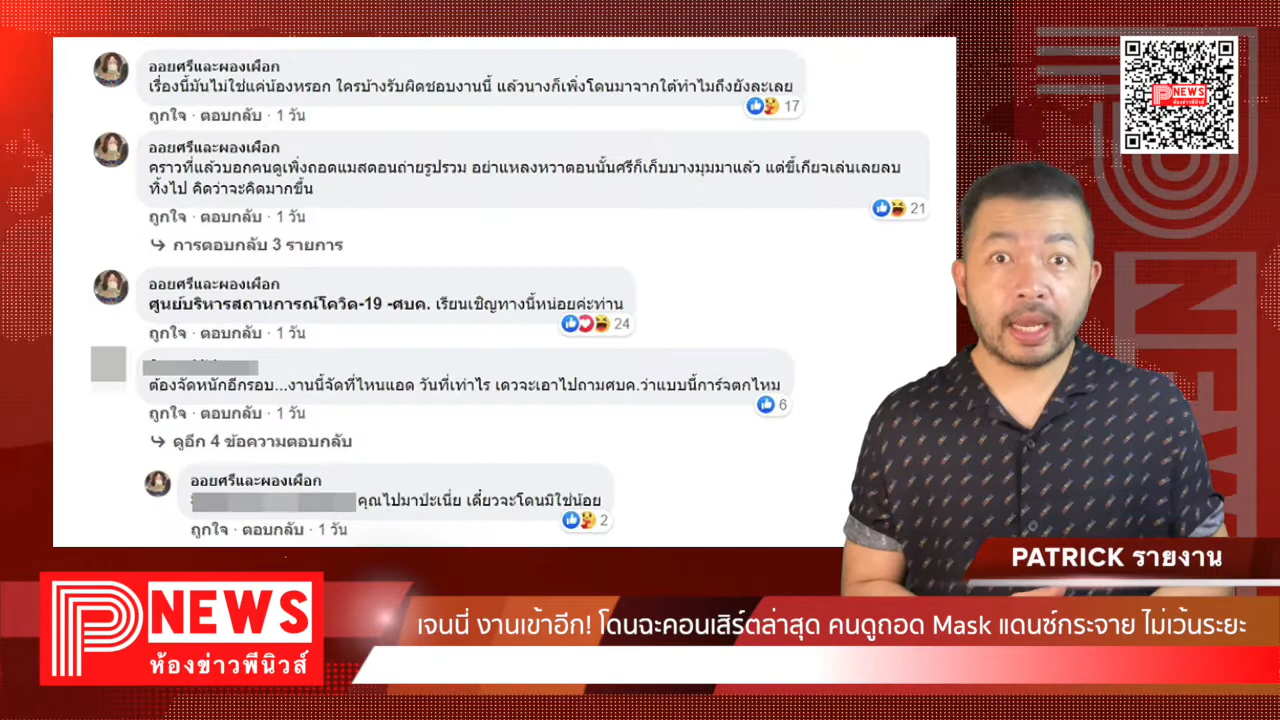 ออยศรีและผองเผือก
เรื่องนี้มันไม่ใช่แค่น้องหรอก ใครบ้างรับผิดชอบงานนี้ แล้วนางก็เพิ่งโดนมาจากใต้ทำไมถึงยังละเลย
17
ถูกใจ · ตอบกลับ · 1 วัน
ออยศรีและผองเผือก
คราวที่แล้วบอกคนดูเพิ่งถอดแมสตอนถ่ายรูปรวม อย่าแหลงหวาตอนนั้นศรีก็เก็บบางมุมมาแล้ว แต่ขี้เกียจเล่นเลยลบ
ทิ้งไป คิดว่าจะคิดมากขึ้น
21
ถูกใจ · ตอบกลับ · 1 วัน
การตอบกลับ 3 รายการ
ออยศรีและผองเผือก
ศูนย์บริหารสถานการณ์โควิด-19 -ศบค. เรียนเชิญทางนี้หน่อยค่ะท่าน
24
ถูกใจ · ตอบกลับ · 1 วัน
ต้องจัดหนักอีกรอบ...งานนี้จัดที่ไหนแอด วันที่เท่าไร เดวจะเอาไปถามศบค.ว่าแบบนี้การ์จตกไหม
6
ถูกใจ · ตอบกลับ · 1 วัน
ดูอีก 4 ข้อความตอบกลับ
ออยศรีและผองเผือก
คุณไปมาป่ะเนี่ย เดี๋ยวจะโดนมิใช่น้อย
2
ถูกใจ · ตอบกลับ · 1 วัน
P NEWS
ห้องข่าวพีนิวส์
P NEWS
PATRICK รายงาน
P NEWS
ห้องข่าวพีนิวส์
เจนนี่ งานเข้าอีก! โดนฉะคอนเสิร์ตล่าสุด คนดูถอด Mask แดนซ์กระจาย ไม่เว้นระยะ